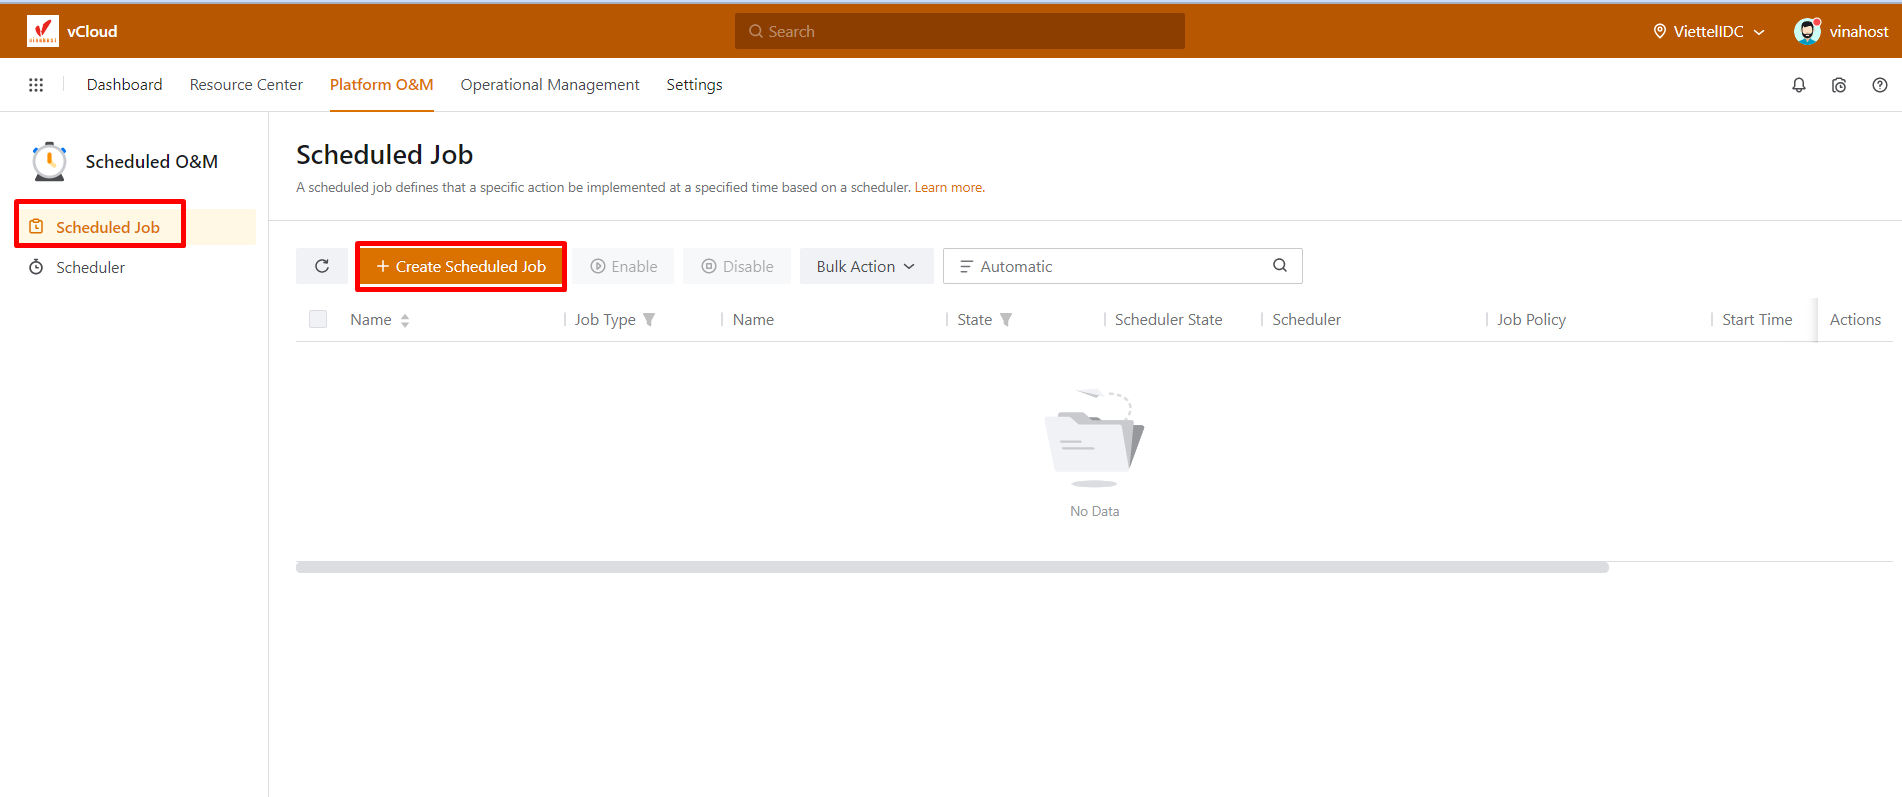 vCloud
Search
ViettelIDC
vinahost
Dashboard Resource Center Platform O&M Operational Management Settings
Scheduled O&M
Scheduled Job
Scheduler
Scheduled Job
A scheduled job defines that a specific action be implemented at a specified time based on a scheduler. Learn more.
+ Create Scheduled Job Enable Disable Bulk Action Automatic
Name Job Type Name State Scheduler State Scheduler Job Policy Start Time Actions
No Data